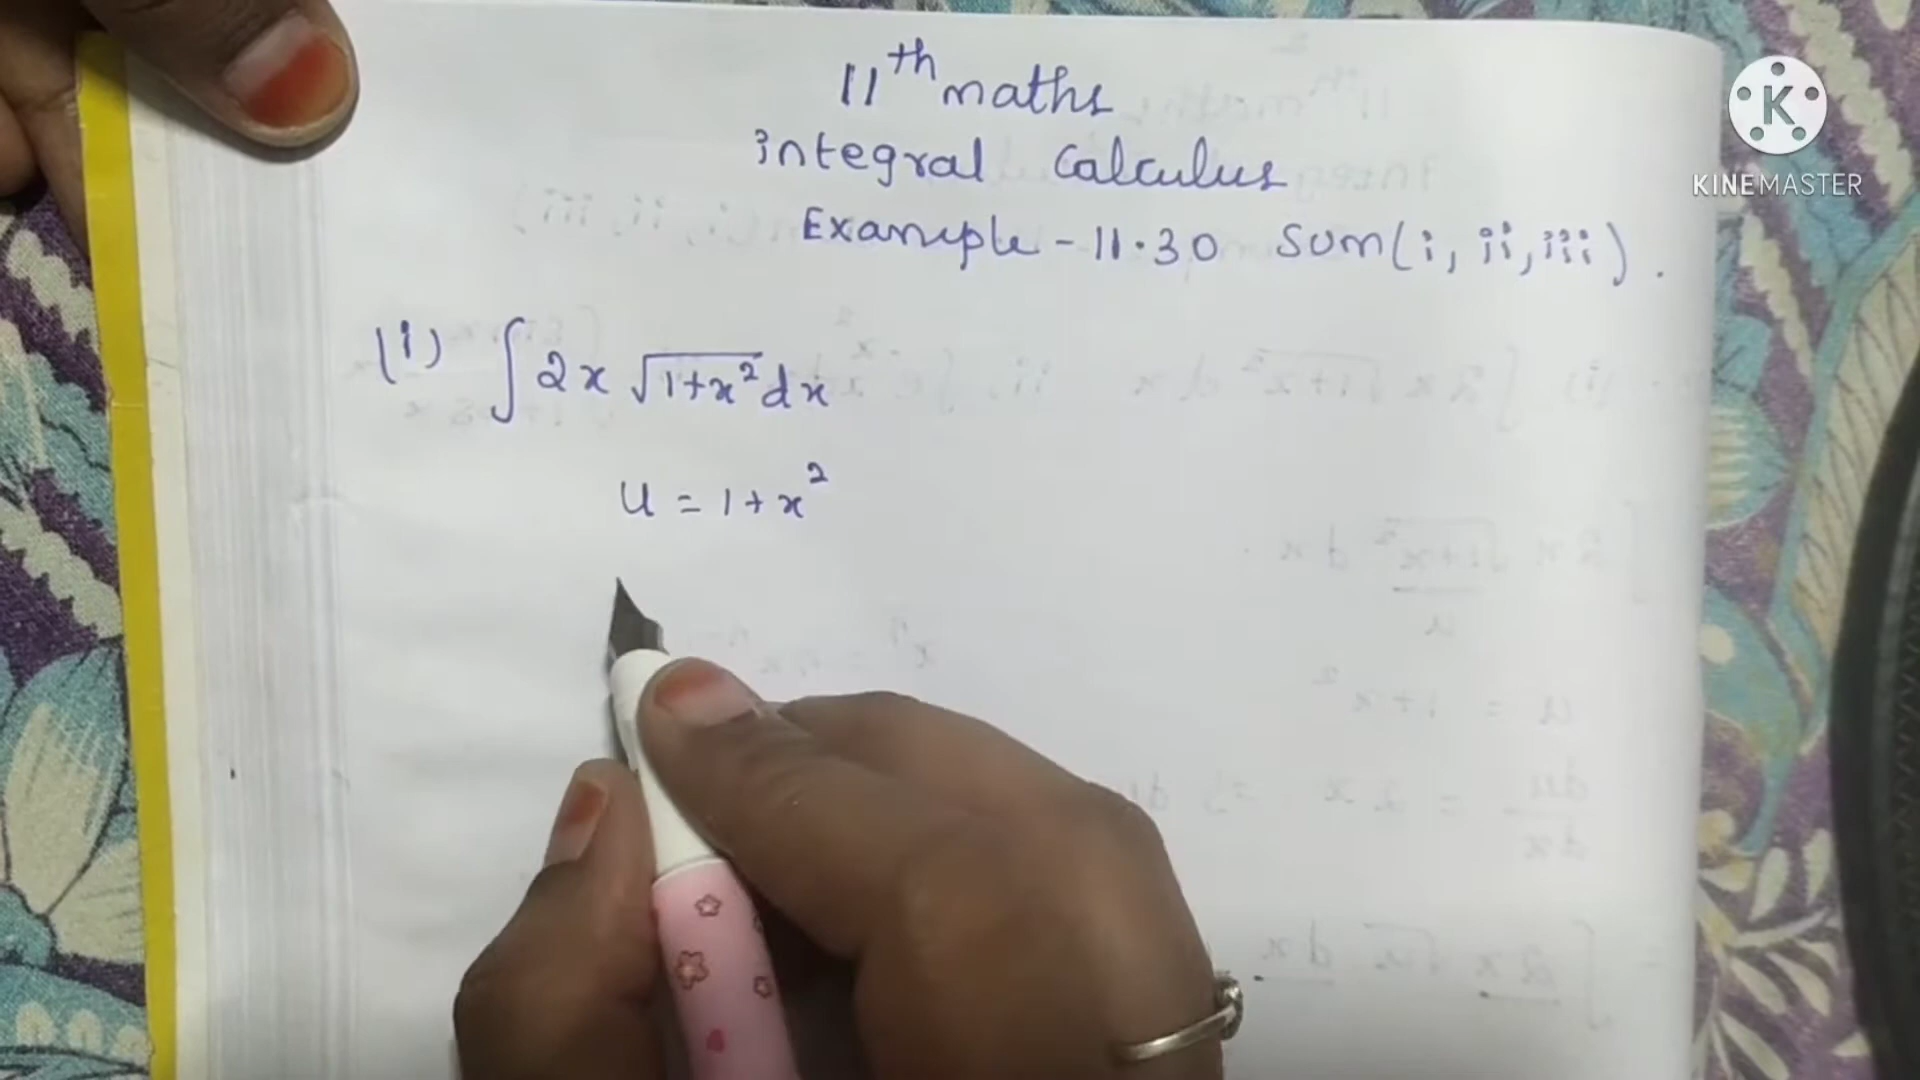 11th maths
integral calculus
Example - 11.30 Sum (i, ii, iii).
(i) ∫ 2x √1+x² dx
u = 1 + x²
K
KINEMASTER